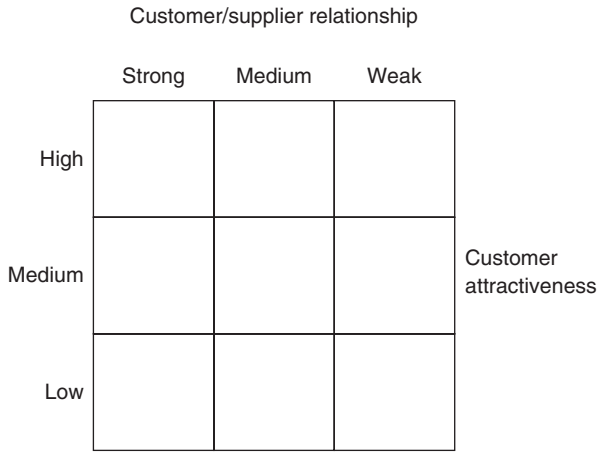 Customer/supplier relationship
Strong Medium Weak
High
Medium
Customer
attractiveness
Low